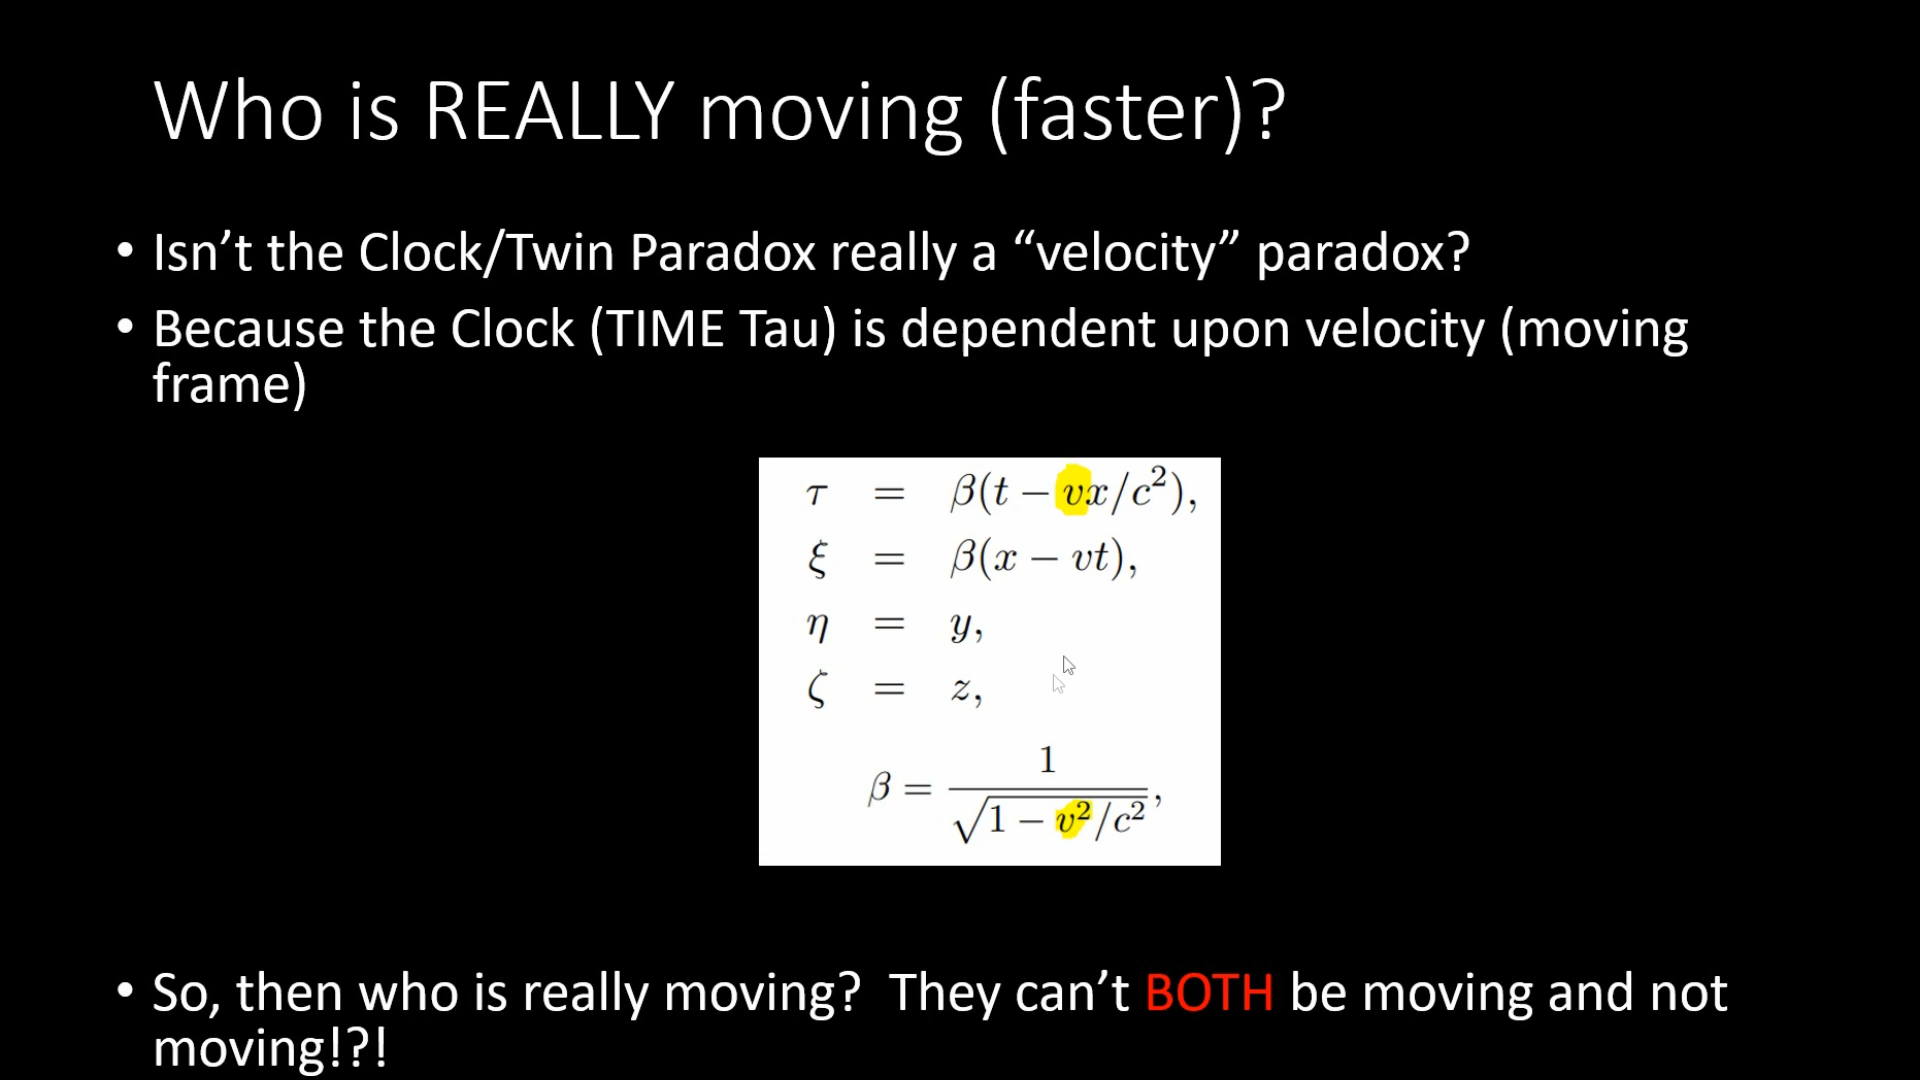 Who is REALLY moving (faster)?
• Isn’t the Clock/Twin Paradox really a “velocity” paradox?
• Because the Clock (TIME Tau) is dependent upon velocity (moving
frame)
τ = β(t − vx/c²),
ξ = β(x − vt),
η = y,
ζ = z,
β = 1/√(1 − v²/c²),
• So, then who is really moving?  They can’t BOTH be moving and not
moving!?!